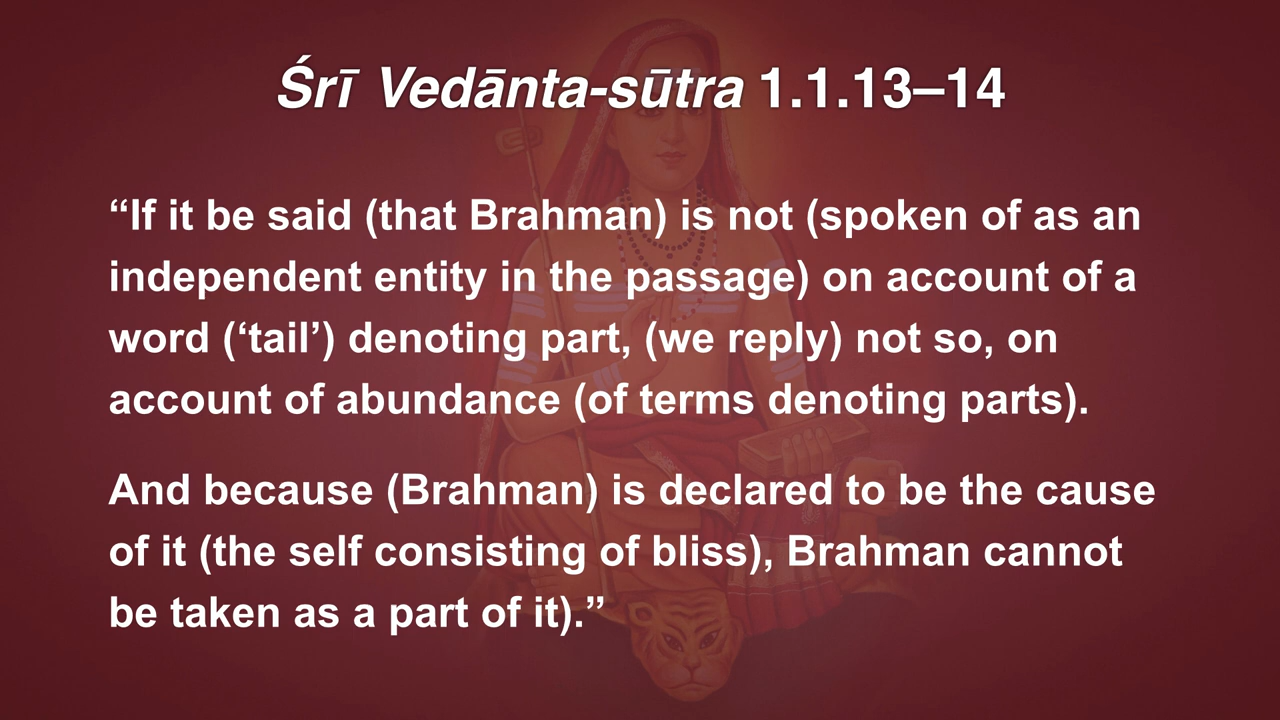 Śrī Vedānta-sūtra 1.1.13–14
“If it be said (that Brahman) is not (spoken of as an
independent entity in the passage) on account of a
word (‘tail’) denoting part, (we reply) not so, on
account of abundance (of terms denoting parts).
And because (Brahman) is declared to be the cause
of it (the self consisting of bliss), Brahman cannot
be taken as a part of it).”